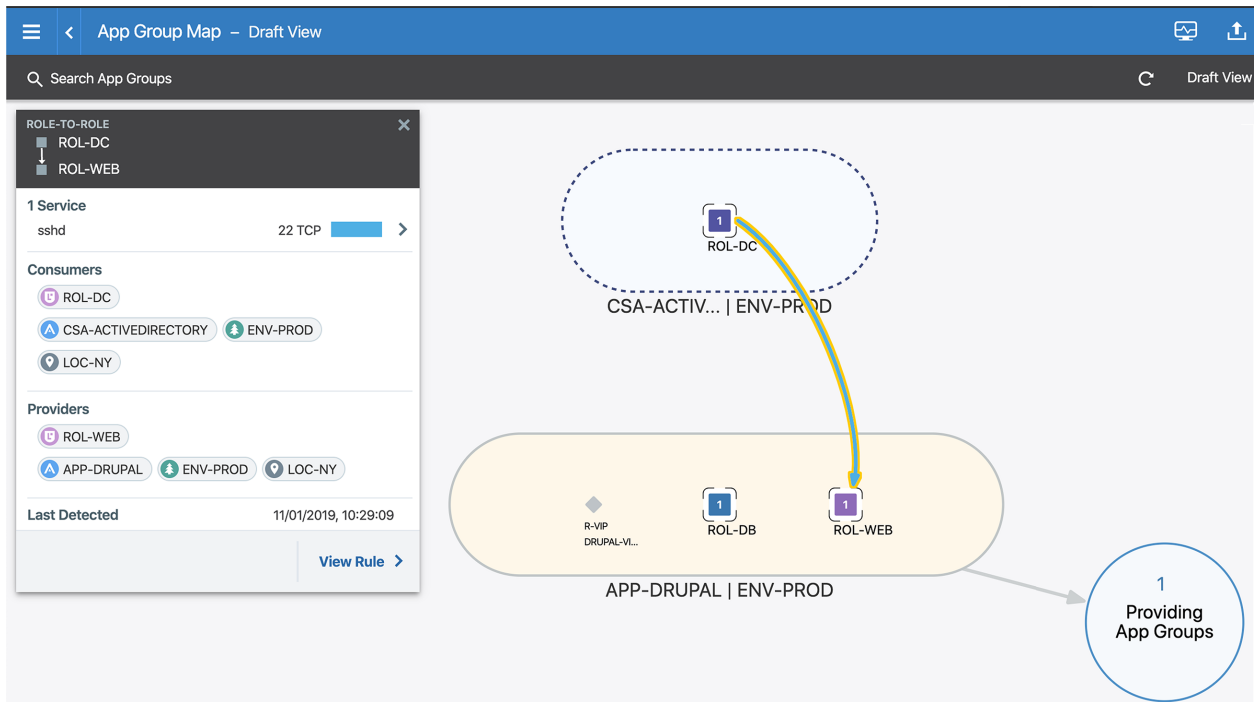 App Group Map – Draft View
Search App Groups
Draft View
ROLE-TO-ROLE
ROL-DC
ROL-WEB
1 Service
sshd 22 TCP
Consumers
ROL-DC
CSA-ACTIVEDIRECTORY ENV-PROD
LOC-NY
Providers
ROL-WEB
APP-DRUPAL ENV-PROD LOC-NY
Last Detected 11/01/2019, 10:29:09
View Rule
1
ROL-DC
CSA-ACTIV... | ENV-PROD
R-VIP
DRUPAL-VI...
1
ROL-DB
1
ROL-WEB
APP-DRUPAL | ENV-PROD
1
Providing
App Groups